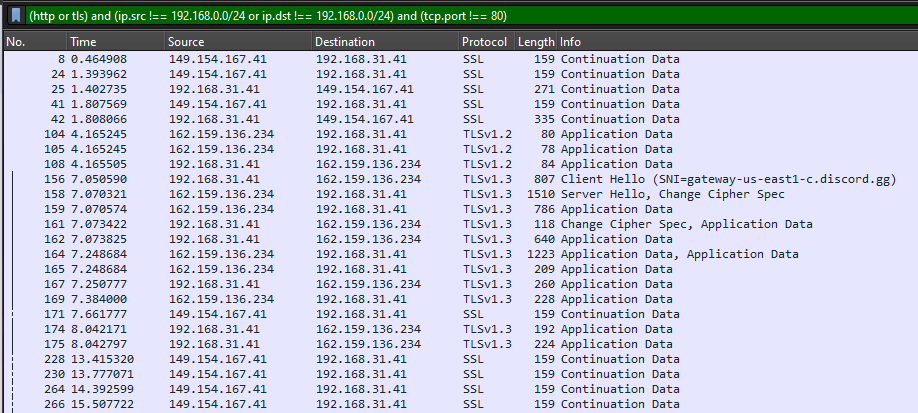 (http or tls) and (ip.src !== 192.168.0.0/24 or ip.dst !== 192.168.0.0/24) and (tcp.port !== 80)
No. Time Source Destination Protocol Length Info
8 0.464908 149.154.167.41 192.168.31.41 SSL 159 Continuation Data
24 1.393962 149.154.167.41 192.168.31.41 SSL 159 Continuation Data
25 1.402735 192.168.31.41 149.154.167.41 SSL 271 Continuation Data
41 1.807569 149.154.167.41 192.168.31.41 SSL 159 Continuation Data
42 1.808066 192.168.31.41 149.154.167.41 SSL 335 Continuation Data
104 4.165245 162.159.136.234 192.168.31.41 TLSv1.2 80 Application Data
105 4.165245 162.159.136.234 192.168.31.41 TLSv1.2 78 Application Data
108 4.165505 192.168.31.41 162.159.136.234 TLSv1.2 84 Application Data
156 7.050590 192.168.31.41 162.159.136.234 TLSv1.3 807 Client Hello (SNI=gateway-us-east1-c.discord.gg)
158 7.070321 162.159.136.234 192.168.31.41 TLSv1.3 1510 Server Hello, Change Cipher Spec
159 7.070574 162.159.136.234 192.168.31.41 TLSv1.3 786 Application Data
161 7.073422 192.168.31.41 162.159.136.234 TLSv1.3 118 Change Cipher Spec, Application Data
162 7.073825 192.168.31.41 162.159.136.234 TLSv1.3 640 Application Data
164 7.248684 162.159.136.234 192.168.31.41 TLSv1.3 1223 Application Data, Application Data
165 7.248684 162.159.136.234 192.168.31.41 TLSv1.3 209 Application Data
167 7.250777 192.168.31.41 162.159.136.234 TLSv1.3 260 Application Data
169 7.384000 162.159.136.234 192.168.31.41 TLSv1.3 228 Application Data
171 7.661777 149.154.167.41 192.168.31.41 SSL 159 Continuation Data
174 8.042171 192.168.31.41 162.159.136.234 TLSv1.3 192 Application Data
175 8.042797 192.168.31.41 162.159.136.234 TLSv1.3 224 Application Data
228 13.415320 149.154.167.41 192.168.31.41 SSL 159 Continuation Data
230 13.777071 149.154.167.41 192.168.31.41 SSL 159 Continuation Data
264 14.392599 149.154.167.41 192.168.31.41 SSL 159 Continuation Data
266 15.507722 149.154.167.41 192.168.31.41 SSL 159 Continuation Data